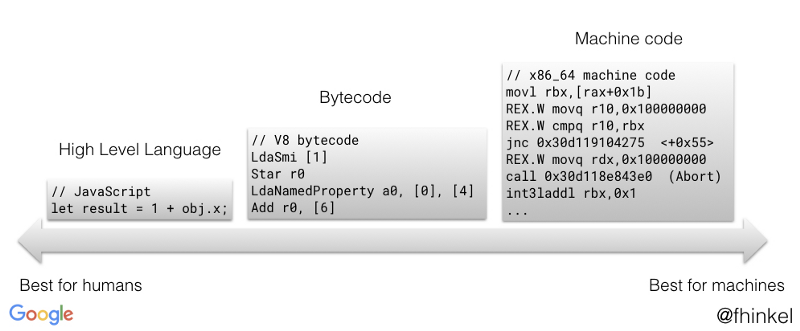 High Level Language
// JavaScript
let result = 1 + obj.x;
Bytecode
// V8 bytecode
LdaSmi [1]
Star r0
LdaNamedProperty a0, [0], [4]
Add r0, [6]
Machine code
// x86_64 machine code
movl rbx,[rax+0x1b]
REX.W movq r10,0x100000000
REX.W cmpq r10,rbx
jnc 0x30d119104275  <+0x55>
REX.W movq rdx,0x100000000
call 0x30d118e843e0  (Abort)
int3laddl rbx,0x1
...
Best for humans
Best for machines
Google
@fhinkel